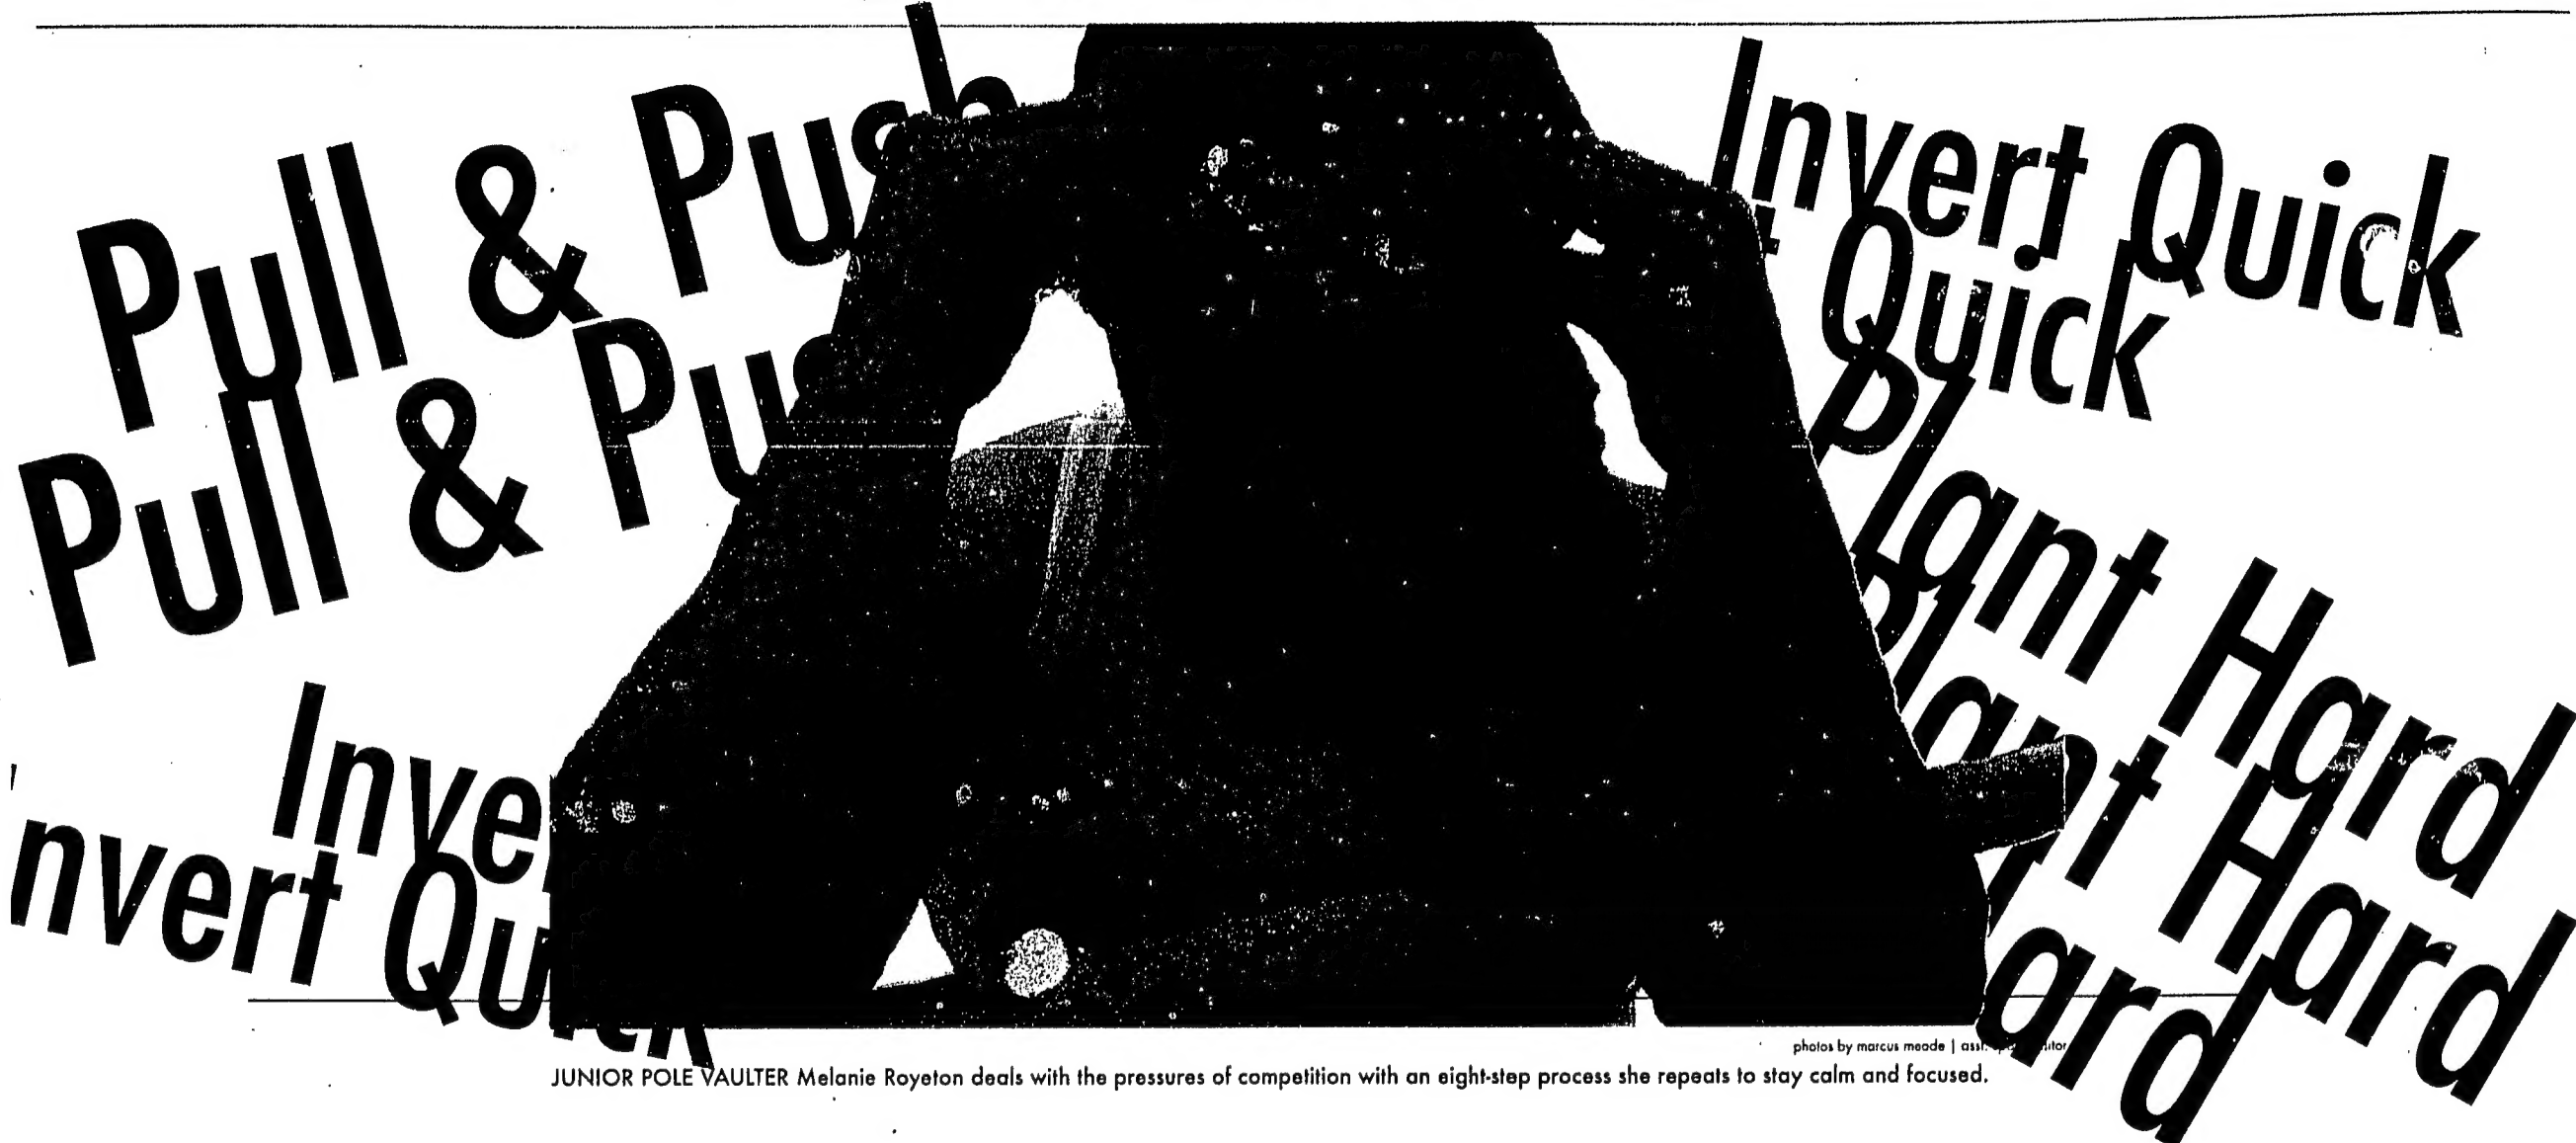 Pull & Push
Pull & Pu
Inve
nvert Quick
Invert Quick
t Quick
Plant Hard
Plant Hard
ard
photos by marcus meade |
JUNIOR POLE VAULTER Melanie Royeton deals with the pressures of competition with an eight-step process she repeats to stay calm and focused.